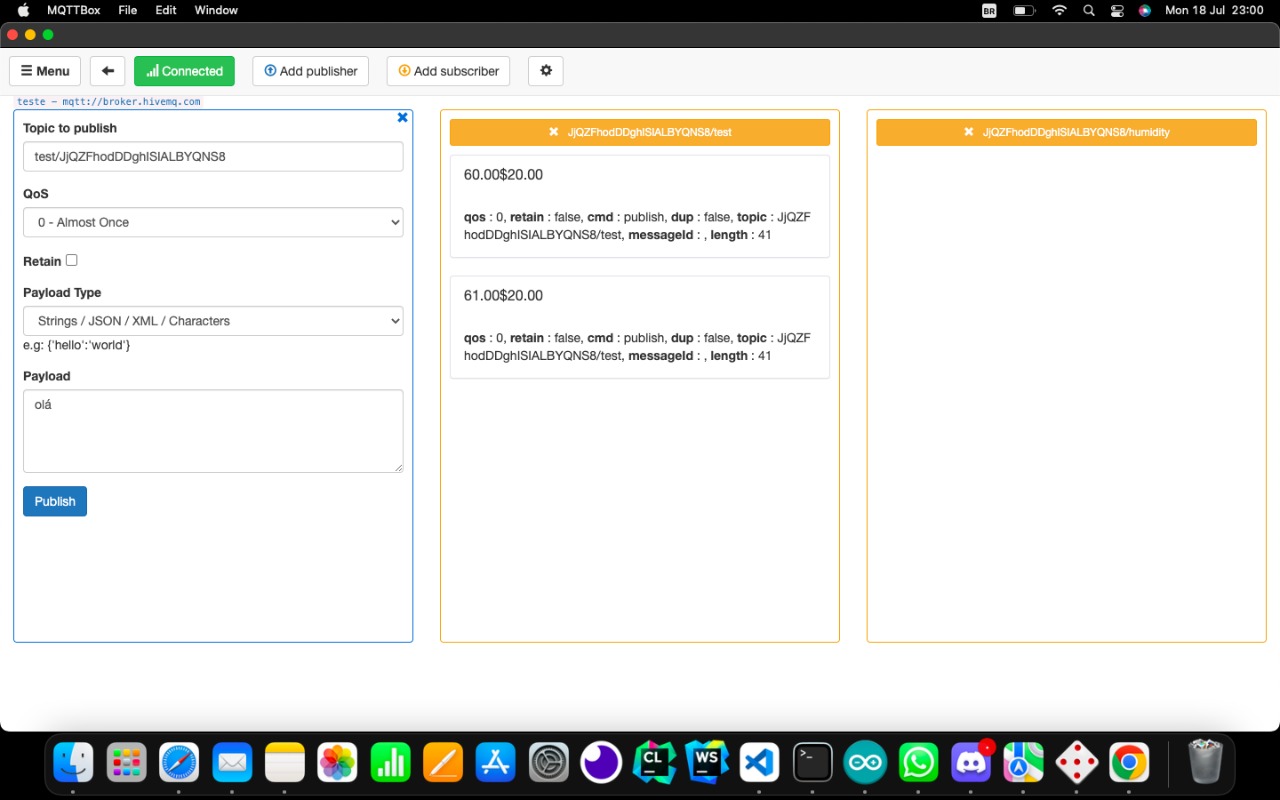 MQTTBox File Edit Window
BR
Mon 18 Jul 23:00
Menu
Connected
Add publisher
Add subscriber
teste - mqtt://broker.hivemq.com
Topic to publish
test/JjQZFhodDDghISIALBYQNS8
QoS
0 - Almost Once
Retain
Payload Type
Strings / JSON / XML / Characters
e.g: {'hello':'world'}
Payload
olá
Publish
JjQZFhodDDghISIALBYQNS8/test
60.00$20.00
qos : 0, retain : false, cmd : publish, dup : false, topic : JjQZF
hodDDghISIALBYQNS8/test, messageId : , length : 41
61.00$20.00
qos : 0, retain : false, cmd : publish, dup : false, topic : JjQZF
hodDDghISIALBYQNS8/test, messageId : , length : 41
JjQZFhodDDghISIALBYQNS8/humidity
CL
WS
>_